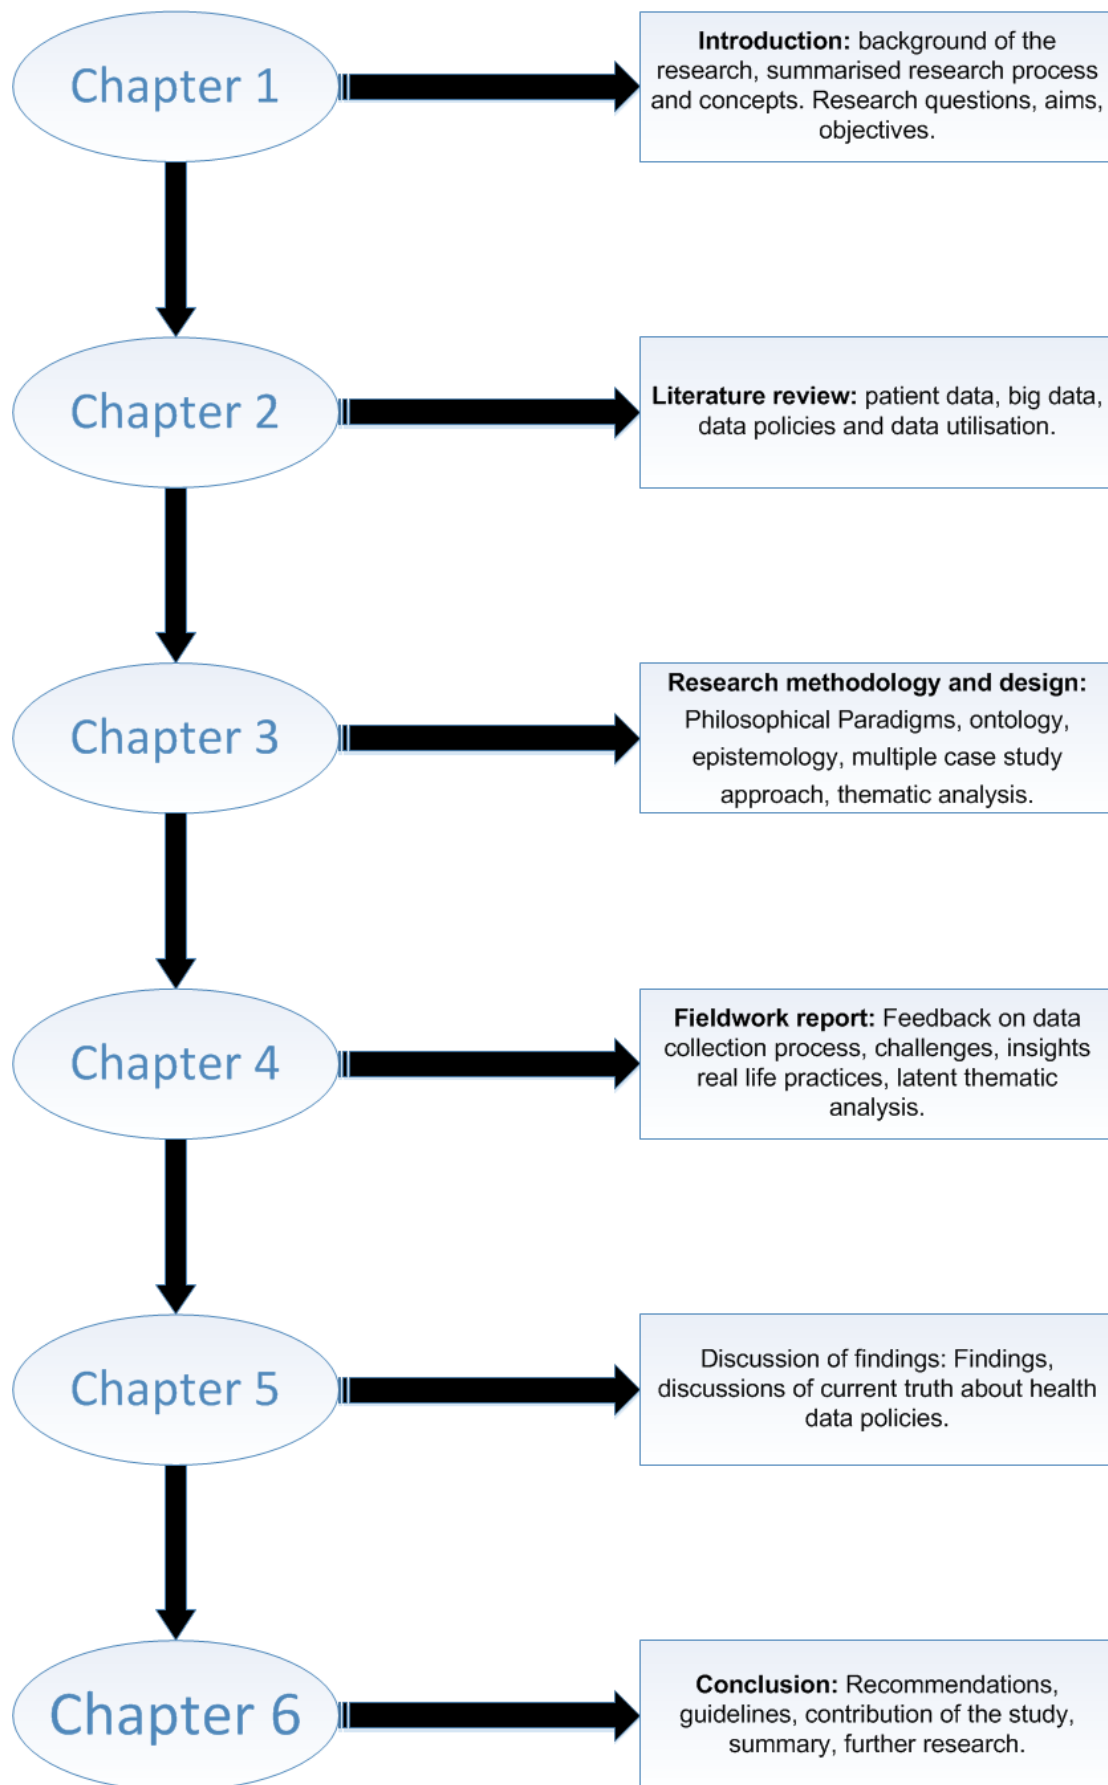 Chapter 1
Introduction: background of the
research, summarised research process
and concepts. Research questions, aims,
objectives.
Chapter 2
Literature review: patient data, big data,
data policies and data utilisation.
Chapter 3
Research methodology and design:
Philosophical Paradigms, ontology,
epistemology, multiple case study
approach, thematic analysis.
Chapter 4
Fieldwork report: Feedback on data
collection process, challenges, insights
real life practices, latent thematic
analysis.
Chapter 5
Discussion of findings: Findings,
discussions of current truth about health
data policies.
Chapter 6
Conclusion: Recommendations,
guidelines, contribution of the study,
summary, further research.